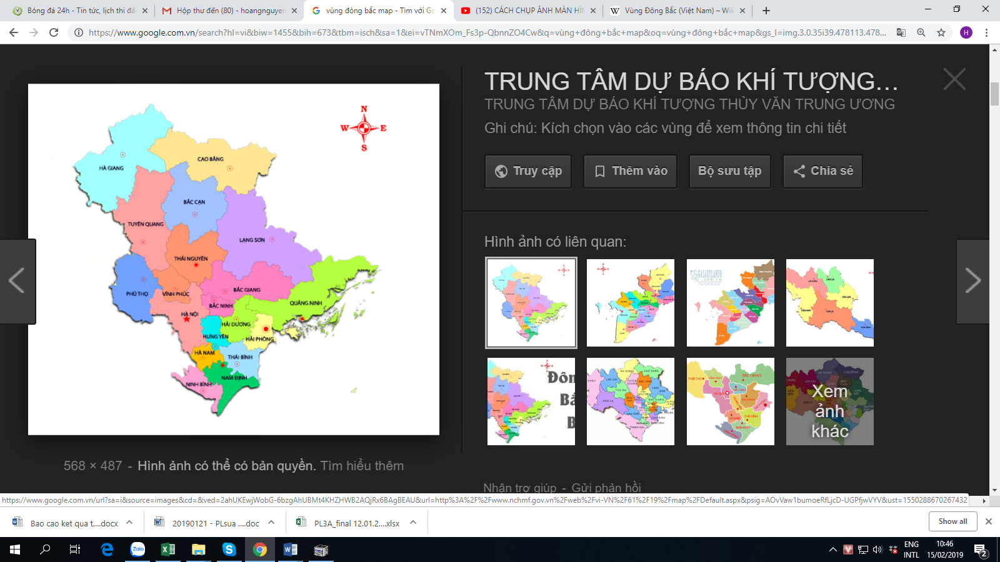 Bóng đá 24h - Tin tức, lịch thi đấ
Hộp thư đến (80) - hoangnguyen
vùng đông bắc map - Tìm với Go
(152) CÁCH CHỤP ẢNH MÀN HÌN
Vùng Đông Bắc (Việt Nam) – Wik
https://www.google.com.vn/search?hl=vi&biw=1455&bih=673&tbm=isch&sa=1&ei=vTNmXOm_Fs3p-QbnnZO4Cw&q=vùng+đông+bắc+map&oq=vùng+đông+bắc+map&gs_l=img.3.0.35i39.478113.478...
H
N
W
E
S
HÀ GIANG
CAO BẰNG
BẮC CẠN
TUYÊN QUANG
LẠNG SƠN
THÁI NGUYÊN
PHÚ THỌ
VĨNH PHÚC
BẮC GIANG
BẮC NINH
QUẢNG NINH
HÀ NỘI
HẢI DƯƠNG
HƯNG YÊN
HẢI PHÒNG
HÀ NAM
THÁI BÌNH
NAM ĐỊNH
NINH BÌNH
568 × 487 - Hình ảnh có thể có bản quyền. Tìm hiểu thêm
TRUNG TÂM DỰ BÁO KHÍ TƯỢNG...
TRUNG TÂM DỰ BÁO KHÍ TƯỢNG THỦY VĂN TRUNG ƯƠNG
Ghi chú: Kích chọn vào các vùng để xem thông tin chi tiết
Truy cập
Thêm vào
Bộ sưu tập
Chia sẻ
Hình ảnh có liên quan:
Đôn
Bắ
B
Xem
ảnh
khác
Nhận trợ giúp - Gửi phản hồi
https://www.google.com.vn/url?sa=i&source=images&cd=&ved=2ahUKEwjWobG-6bzgAhUBMt4KHZHWB2AQjRx6BAgBEAU&url=http%3A%2F%2Fwww.nchmf.gov.vn%2Fweb%2Fvi-VN%2F61%2F19%2Fmap%2FDefault.aspx&psig=AOvVaw1bumoeRfLjcD-UGPfjwVYV&ust=1550288670267432
Bao cao ket qua t....docx
20190121 - PLsua ....doc
PL3A_final 12.01.2....xlsx
Show all
Zalo
ENG
INTL
10:46
15/02/2019
2